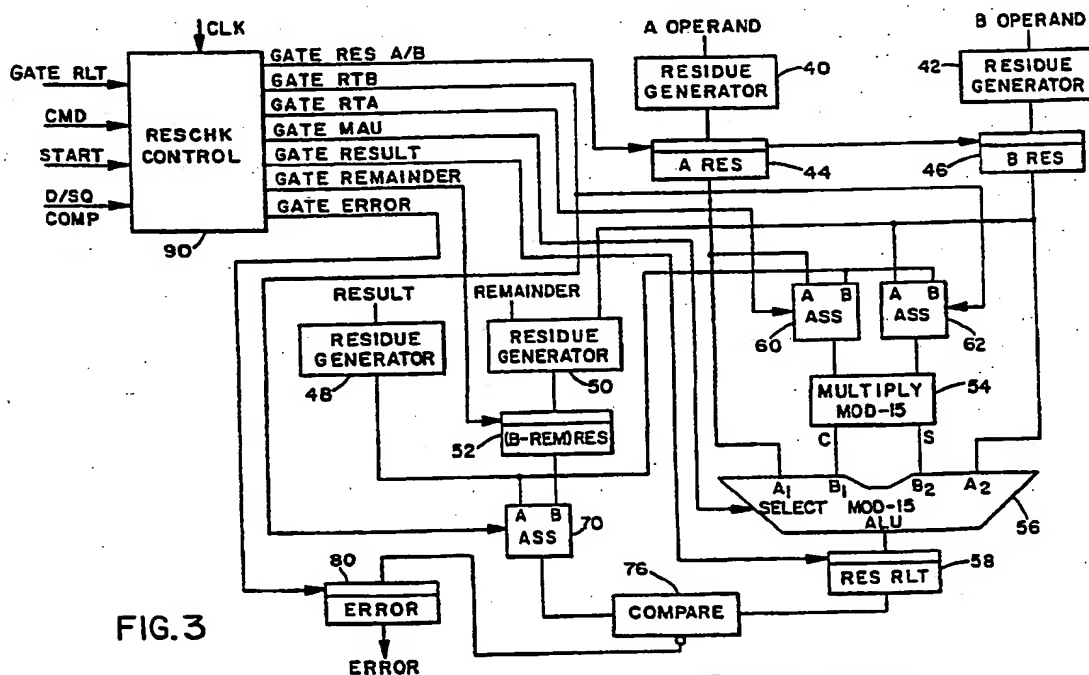 CLK
A OPERAND
B OPERAND
GATE RLT
CMD
START
D/SQ
COMP
RESCHK
CONTROL
90
GATE RES A/B
GATE RTB
GATE RTA
GATE MAU
GATE RESULT
GATE REMAINDER
GATE ERROR
RESIDUE
GENERATOR
40
42
RESIDUE
GENERATOR
A RES
44
46
B RES
RESULT
REMAINDER
RESIDUE
GENERATOR
48
RESIDUE
GENERATOR
50
A B
ASS
60
A B
ASS
62
MULTIPLY
MOD-15
54
C
S
52
(B-REM)RES
A1
B1
B2
A2
SELECT
MOD-15
ALU
56
A B
ASS
70
RES RLT
58
80
ERROR
76
COMPARE
FIG.3
ERROR